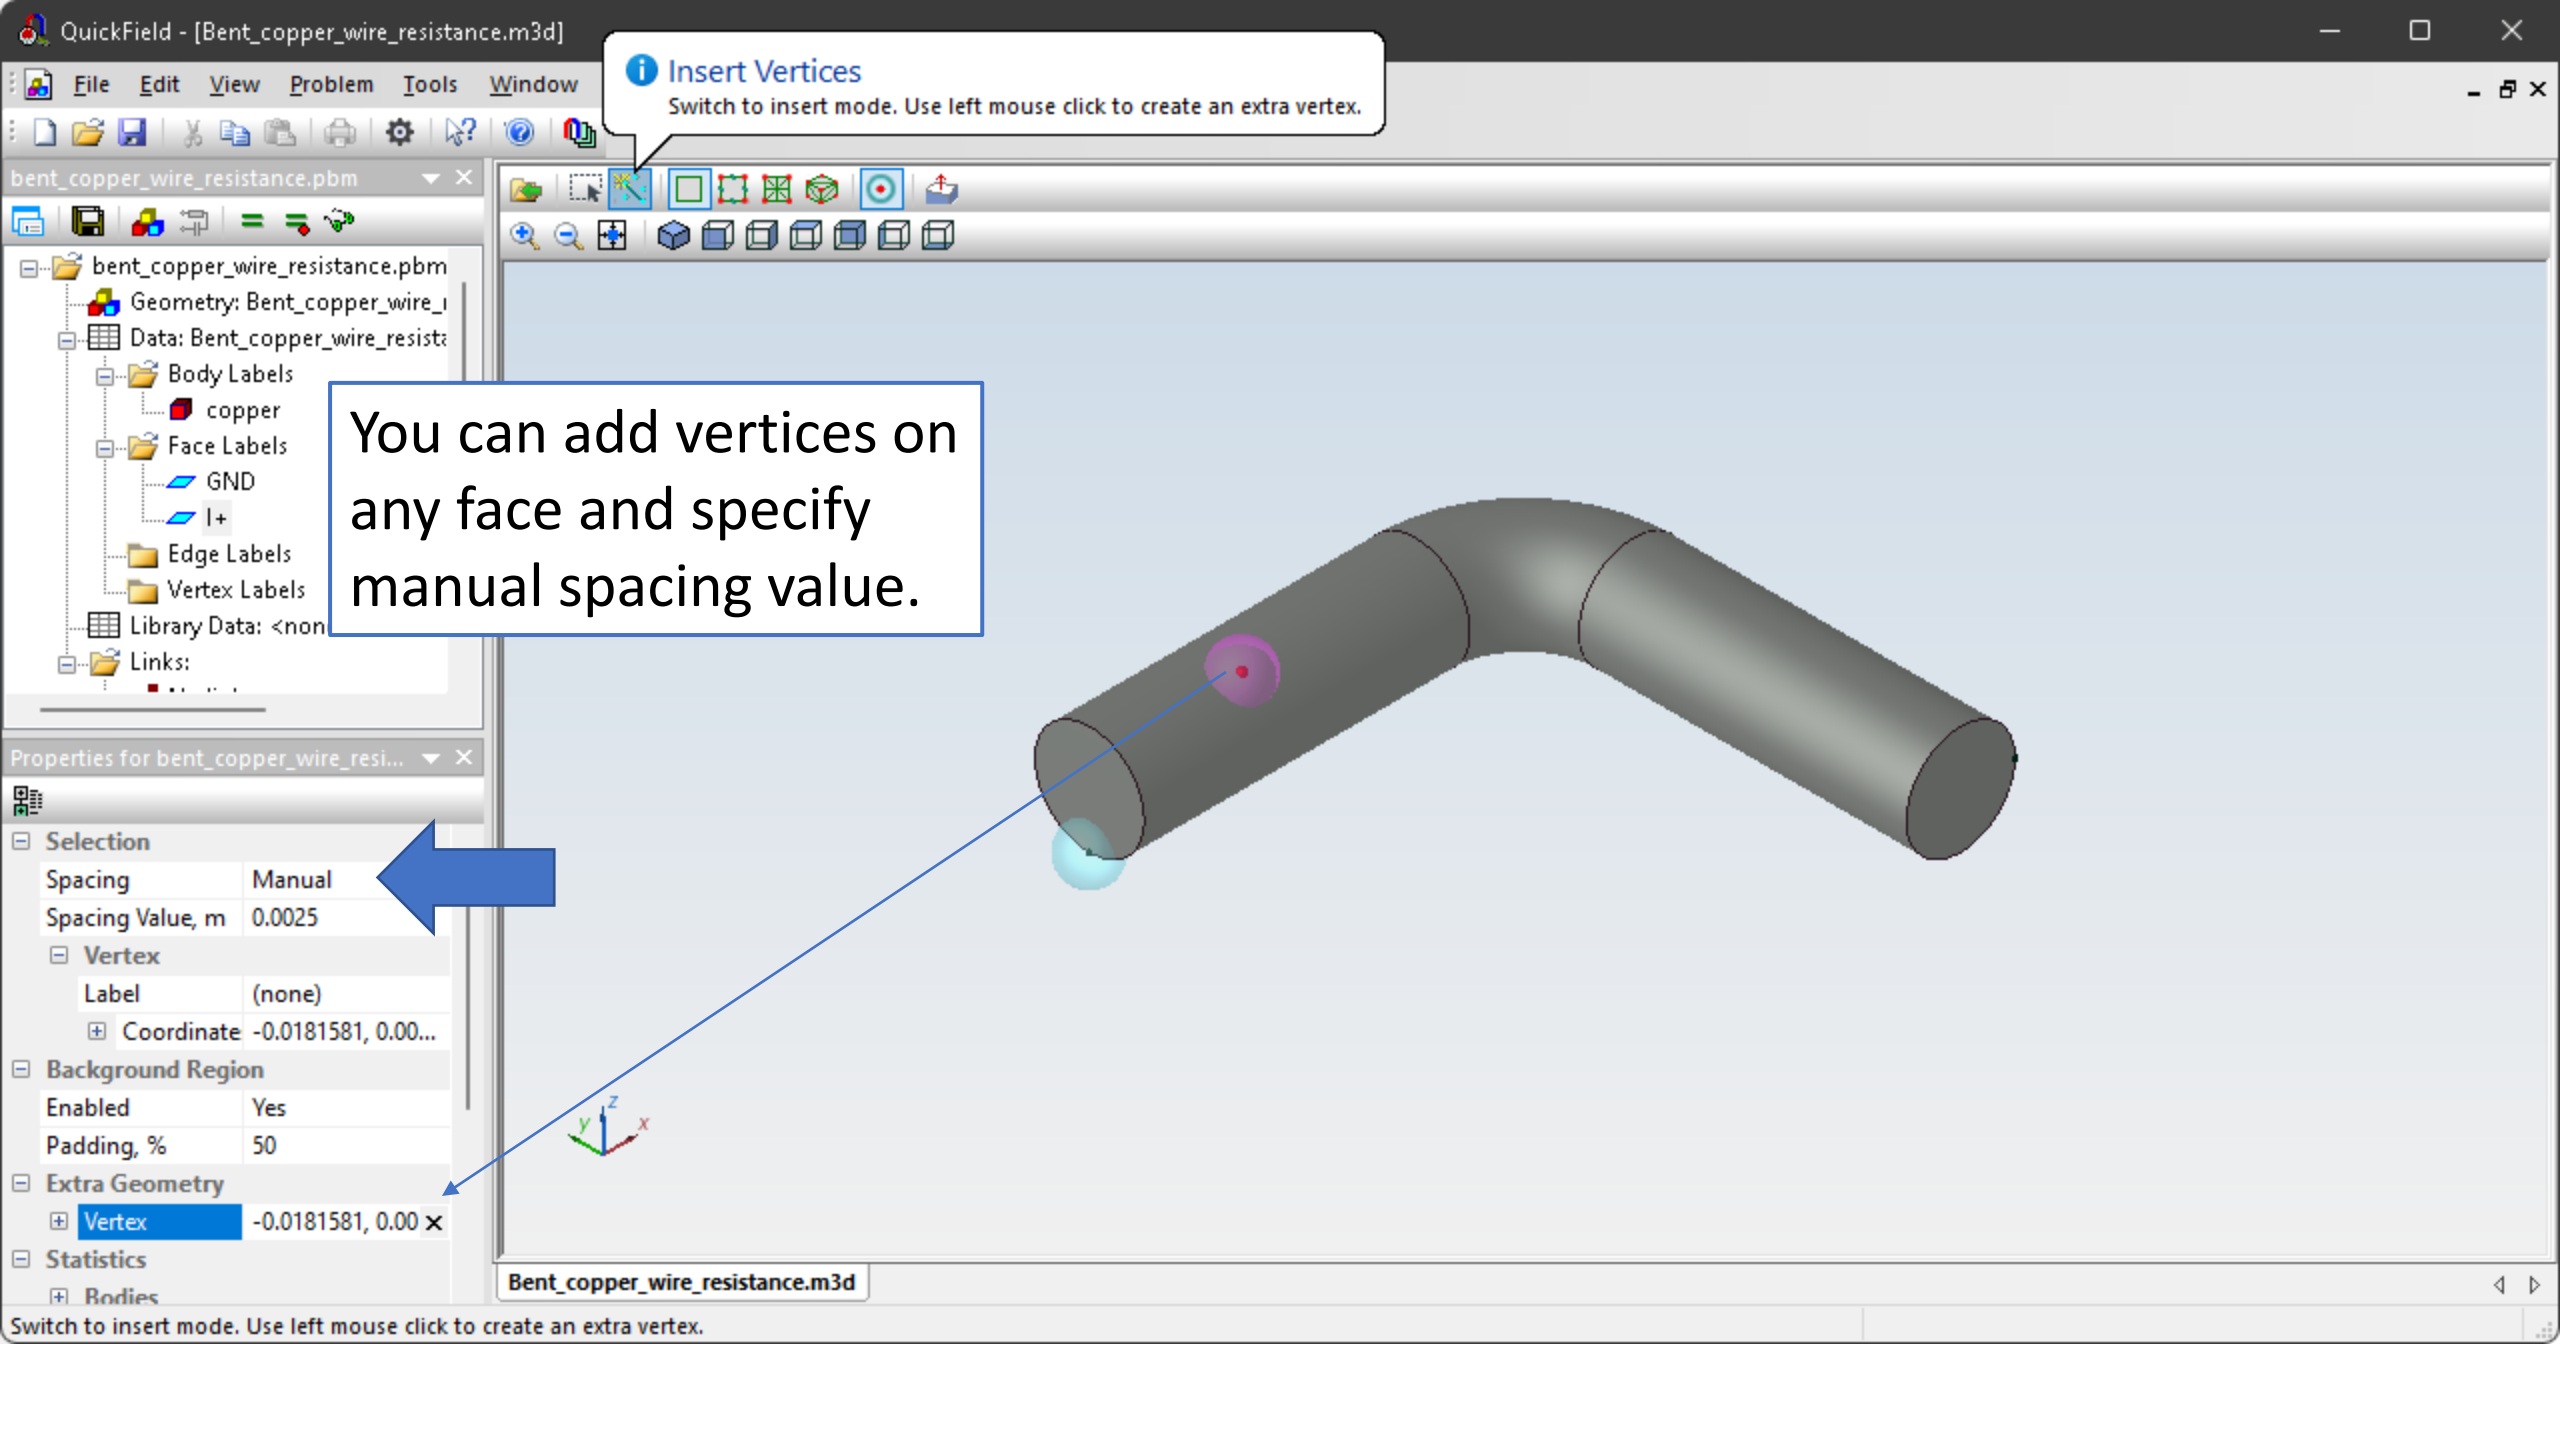 QuickField - [Bent_copper_wire_resistance.m3d]
Insert Vertices
Switch to insert mode. Use left mouse click to create an extra vertex.
File Edit View Problem Tools Window
bent_copper_wire_resistance.pbm
bent_copper_wire_resistance.pbm
Geometry: Bent_copper_wire_
Data: Bent_copper_wire_resist
Body Labels
copper
Face Labels
GND
I+
Edge Labels
Vertex Labels
Library Data: <non
Links:
You can add vertices on
any face and specify
manual spacing value.
Properties for bent_copper_wire_resi...
Selection
Spacing Manual
Spacing Value, m 0.0025
Vertex
Label (none)
Coordinate -0.0181581, 0.00...
Background Region
Enabled Yes
Padding, % 50
Extra Geometry
Vertex -0.0181581, 0.00
Statistics
Bodies
z
y x
Bent_copper_wire_resistance.m3d
Switch to insert mode. Use left mouse click to create an extra vertex.